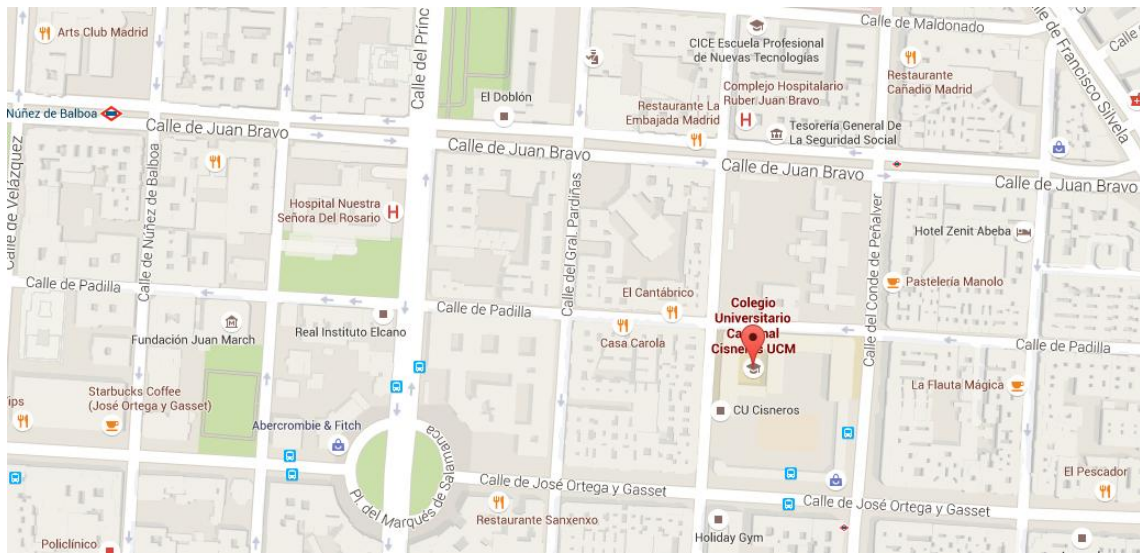 Arts Club Madrid
Calle del Prínc
Calle de Maldonado
Calle de Francisco Silvela
Calle
CICE Escuela Profesional
de Nuevas Tecnologías
Restaurante
Cañadio Madrid
El Doblón
Restaurante La
Embajada Madrid
Complejo Hospitalario
Ruber Juan Bravo
H
Tesorería General De
La Seguridad Social
Núñez de Balboa
Calle de Juan Bravo
Calle de Juan Bravo
Calle de Juan Bravo
Calle de Juan Bravo
Calle de Velázquez
Calle de Núñez de Balboa
Hospital Nuestra
Señora Del Rosario
H
Calle del Gral. Pardiñas
Calle del Conde de Peñalver
Hotel Zenit Abeba
Calle de Padilla
Calle de Padilla
El Cantábrico
Pastelería Manolo
Real Instituto Elcano
Fundación Juan March
Casa Carola
Colegio
Universitario
Cisneros UCM
Calle de Padilla
Starbucks Coffee
(José Ortega y Gasset)
ips
Abercrombie & Fitch
CU Cisneros
La Flauta Mágica
Pl. del Marqués de Salamanca
Calle de José Ortega y Gasset
Calle de José Ortega y Gasset
El Pescador
Restaurante Sanxenxo
Holiday Gym
Policlínico